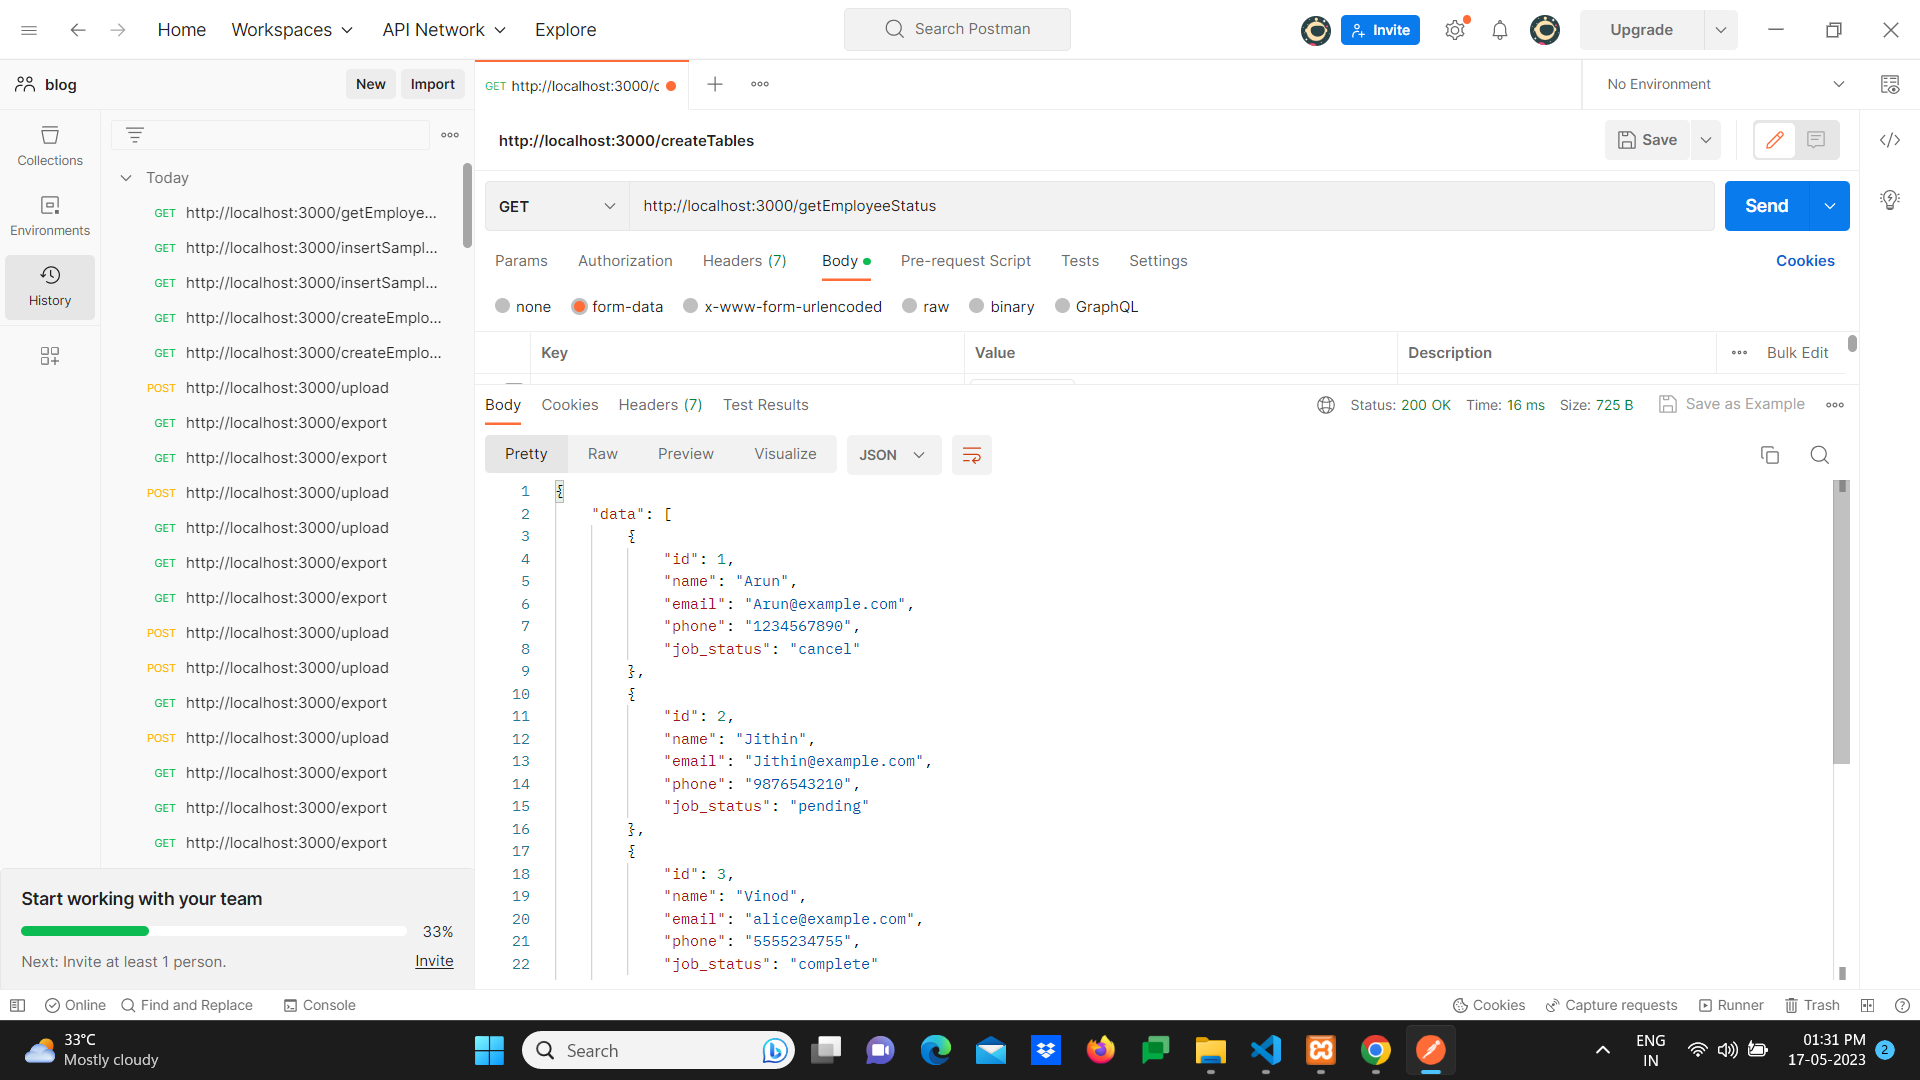 Home Workspaces API Network Explore Search Postman Invite Upgrade
blog New Import GET http://localhost:3000/c No Environment
Collections
Environments
History
Today
GET http://localhost:3000/getEmploye...
GET http://localhost:3000/insertSampl...
GET http://localhost:3000/insertSampl...
GET http://localhost:3000/createEmplo...
GET http://localhost:3000/createEmplo...
POST http://localhost:3000/upload
GET http://localhost:3000/export
GET http://localhost:3000/export
POST http://localhost:3000/upload
GET http://localhost:3000/upload
GET http://localhost:3000/export
GET http://localhost:3000/export
POST http://localhost:3000/upload
POST http://localhost:3000/upload
GET http://localhost:3000/export
POST http://localhost:3000/upload
GET http://localhost:3000/export
GET http://localhost:3000/export
GET http://localhost:3000/export
Start working with your team
33%
Next: Invite at least 1 person. Invite
http://localhost:3000/createTables Save
GET http://localhost:3000/getEmployeeStatus Send
Params Authorization Headers (7) Body Pre-request Script Tests Settings Cookies
none form-data x-www-form-urlencoded raw binary GraphQL
Key Value Description Bulk Edit
Body Cookies Headers (7) Test Results Status: 200 OK Time: 16 ms Size: 725 B Save as Example
Pretty Raw Preview Visualize JSON
1 {
2 "data": [
3 {
4 "id": 1,
5 "name": "Arun",
6 "email": "Arun@example.com",
7 "phone": "1234567890",
8 "job_status": "cancel"
9 },
10 {
11 "id": 2,
12 "name": "Jithin",
13 "email": "Jithin@example.com",
14 "phone": "9876543210",
15 "job_status": "pending"
16 },
17 {
18 "id": 3,
19 "name": "Vinod",
20 "email": "alice@example.com",
21 "phone": "5555234755",
22 "job_status": "complete"
Online Find and Replace Console Cookies Capture requests Runner Trash
33°C
Mostly cloudy
Search
ENG
IN
01:31 PM
17-05-2023
2